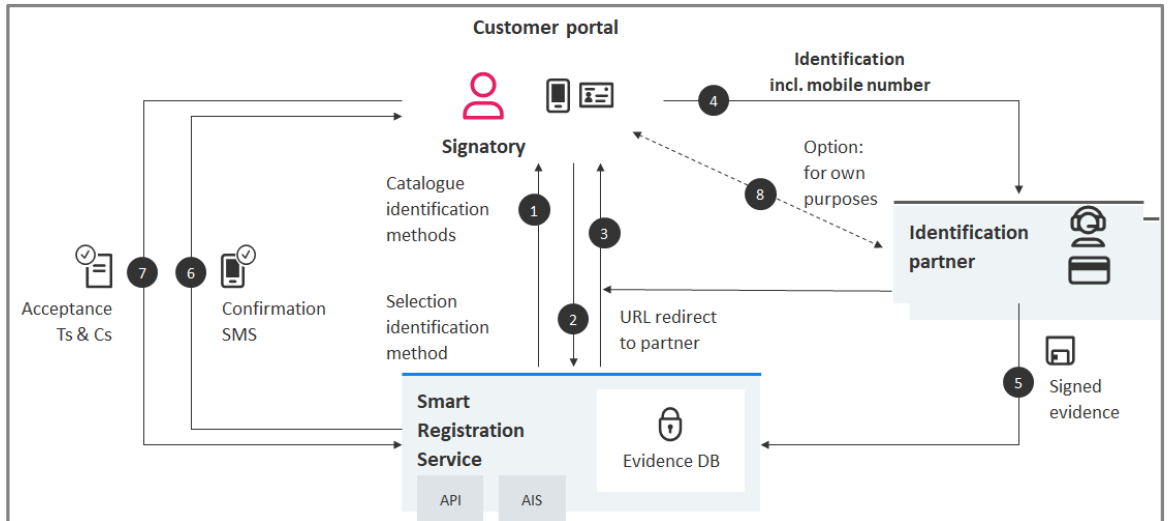 Customer portal
Identification
incl. mobile number
4
Signatory
Option:
for own
purposes
Catalogue
identification
methods
1
3
8
Identification
partner
7
6
Acceptance
Ts & Cs
Confirmation
SMS
Selection
identification
method
2
URL redirect
to partner
5
Signed
evidence
Smart
Registration
Service
Evidence DB
API
AIS